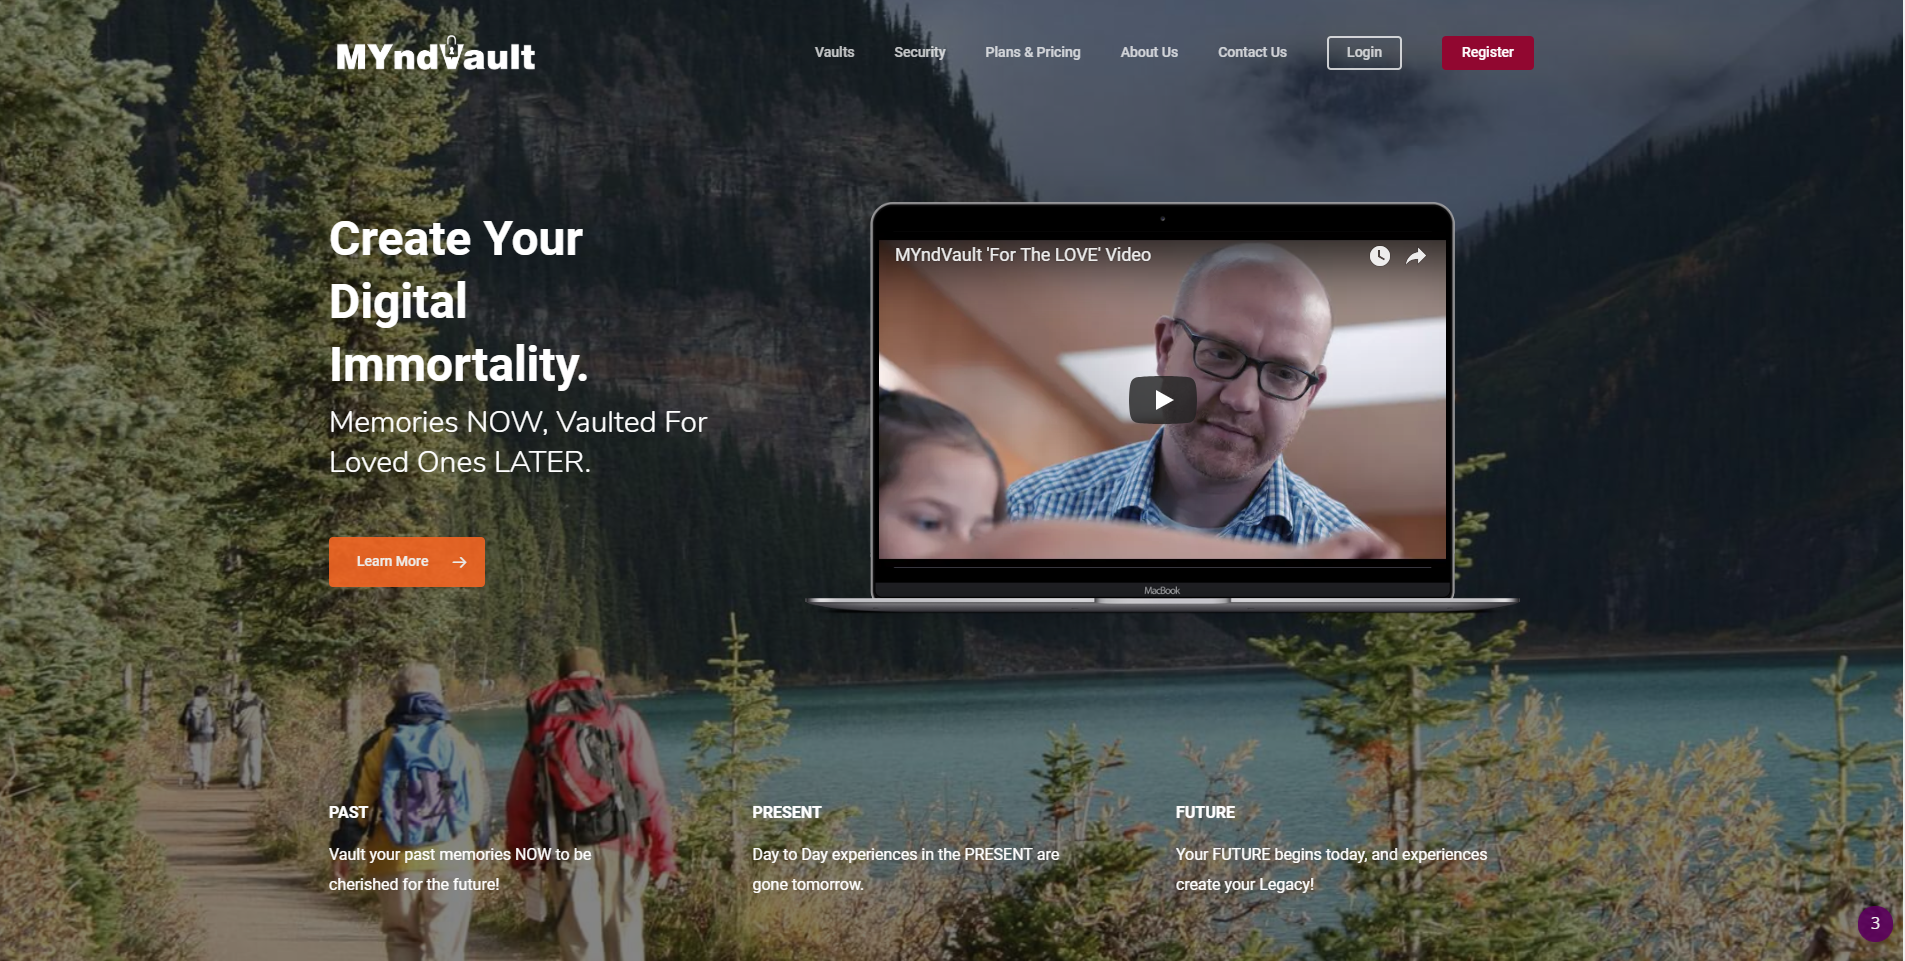 MYndVault
Vaults
Security
Plans & Pricing
About Us
Contact Us
Login
Register
Create Your
Digital
Immortality.
Memories NOW, Vaulted For
Loved Ones LATER.
Learn More
MYndVault 'For The LOVE' Video
MacBook
PAST
Vault your past memories NOW to be
cherished for the future!
PRESENT
Day to Day experiences in the PRESENT are
gone tomorrow.
FUTURE
Your FUTURE begins today, and experiences
create your Legacy!
3